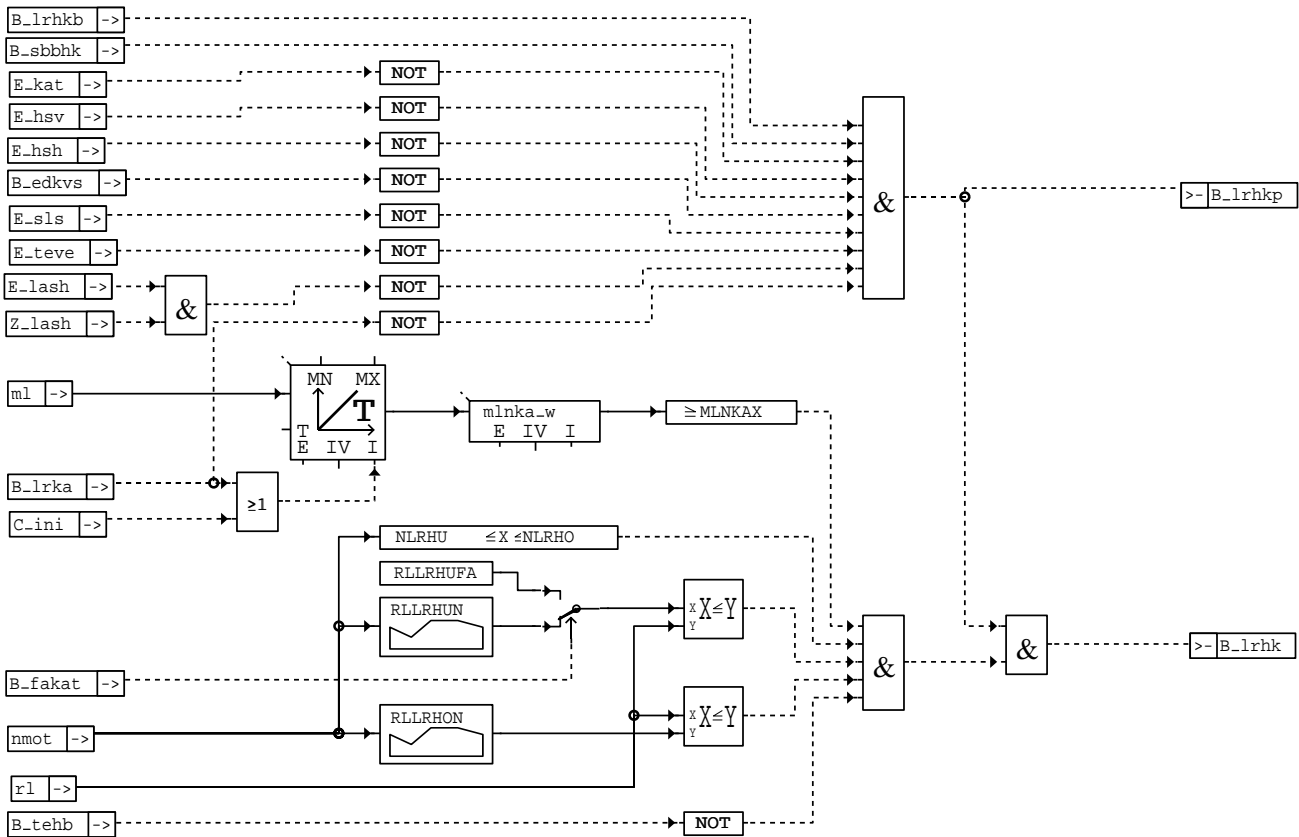 B_lrhkb ->
B_sbbhk ->
E_kat -> NOT
E_hsv -> NOT
E_hsh -> NOT
B_edkvs -> NOT
& >- B_lrhkp
E_sls -> NOT
E_teve -> NOT
E_lash -> NOT
&
Z_lash -> NOT
ml ->
MN MX
T
T
E IV I
mlnka_w
E IV I
≥MLNKAX
B_lrka ->
≥1
C_ini ->
NLRHU ≤X ≤NLRHO
RLLRHUFA
RLLRHUN
X
Y
X≤Y
& & >- B_lrhk
B_fakat ->
RLLRHON
X
Y
X≤Y
nmot ->
rl ->
B_tehb -> NOT